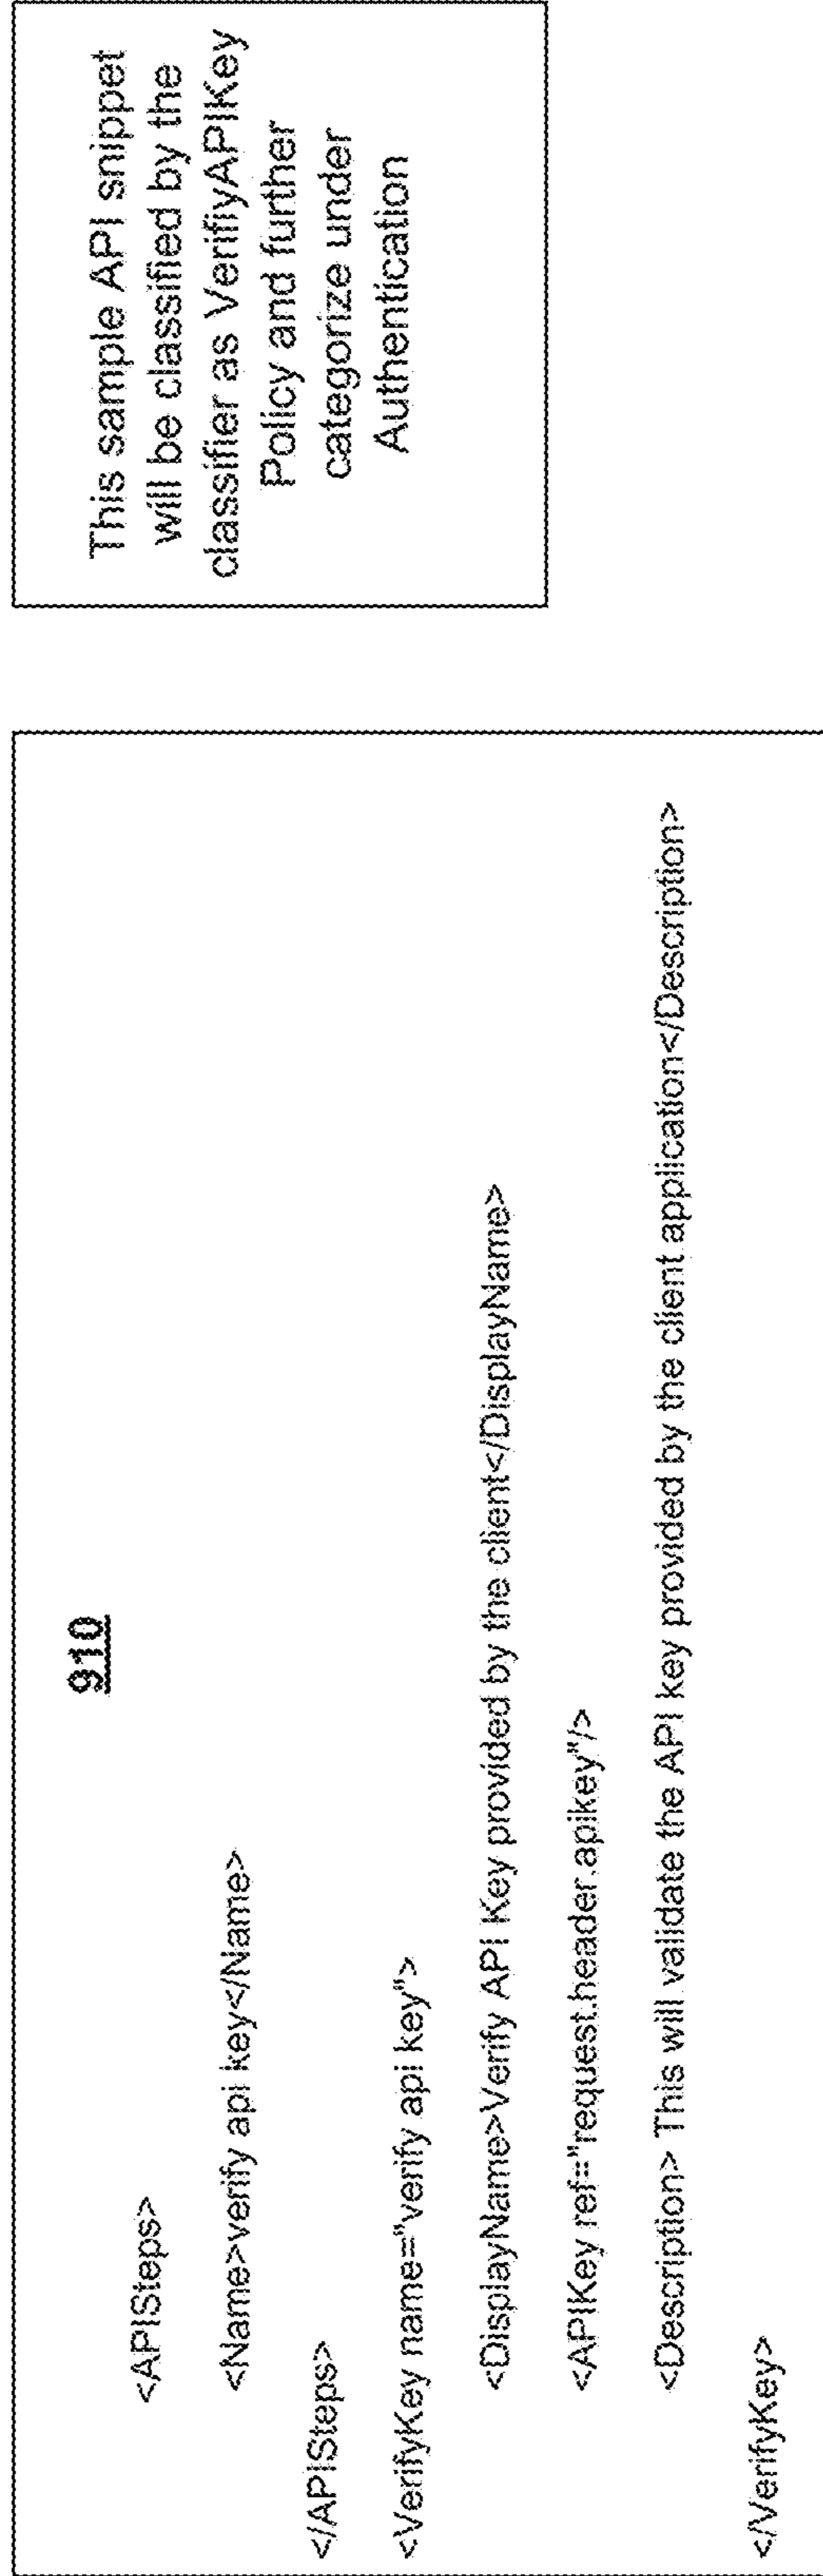 910
<APISteps>
<Name>verify api key</Name>
</APISteps>
<VerifyKey name="verify api key">
<DisplayName>Verify API Key provided by the client</DisplayName>
<APIKey ref="request.header.apikey"/>
<Description> This will validate the API key provided by the client application</Description>
</VerifyKey>
This sample API snippet
will be classified by the
classifier as VerifiyAPIKey
Policy and further
categorize under
Authentication